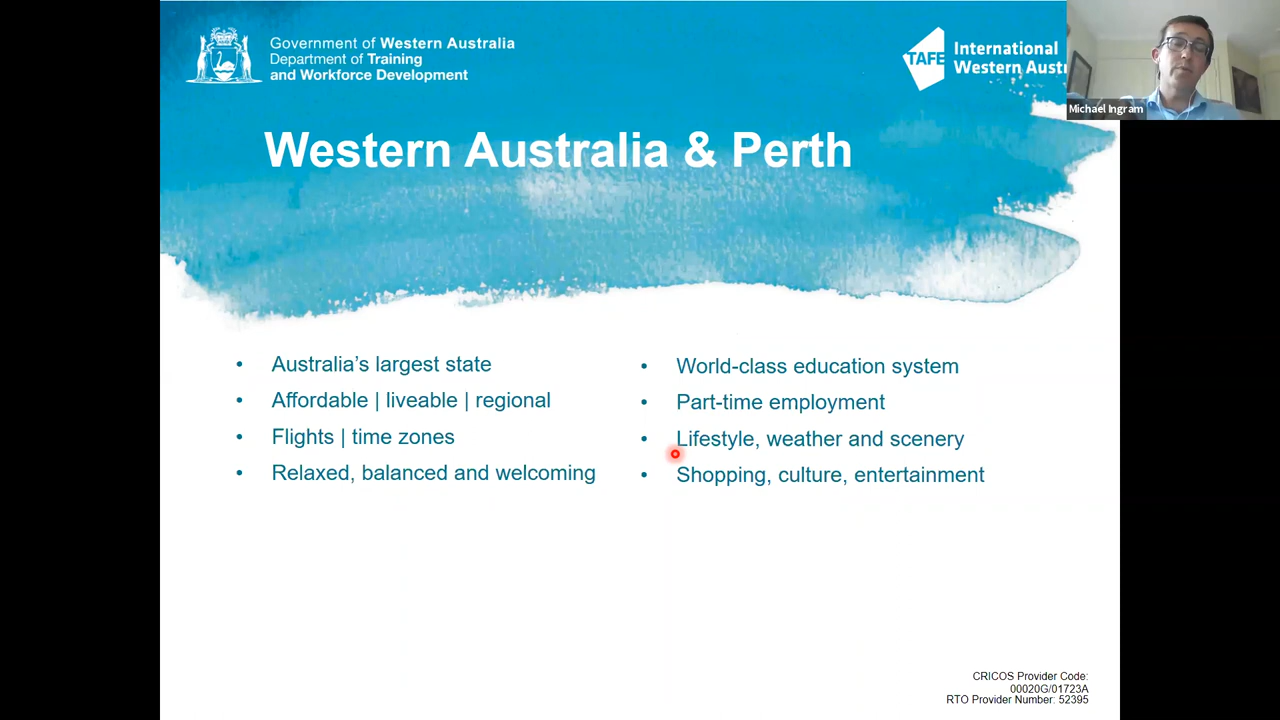 Government of Western Australia
Department of Training
and Workforce Development
TAFE
International
Western Austr
Michael Ingram
Western Australia & Perth
• Australia’s largest state
• Affordable | liveable | regional
• Flights | time zones
• Relaxed, balanced and welcoming
• World-class education system
• Part-time employment
• Lifestyle, weather and scenery
• Shopping, culture, entertainment
CRICOS Provider Code:
00020G/01723A
RTO Provider Number: 52395